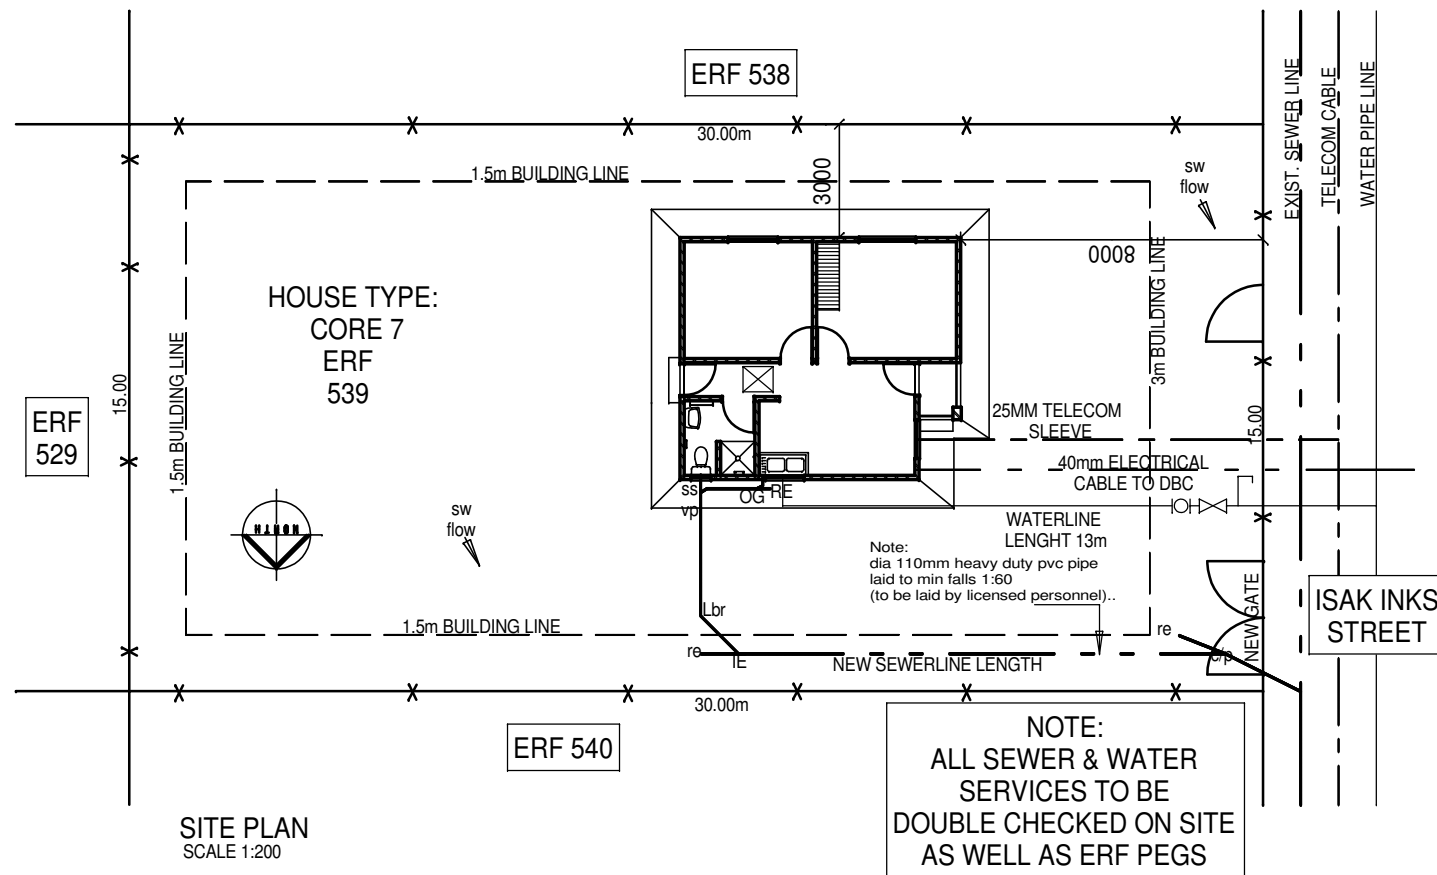 ERF 538
30.00m
1.5m BUILDING LINE
3000
sw
flow
EXIST. SEWER LINE
TELECOM CABLE
WATER PIPE LINE
8000
3m BUILDING LINE
HOUSE TYPE:
CORE 7
ERF
539
15.00
ERF
529
1.5m BUILDING LINE
25MM TELECOM
SLEEVE
15.00
40mm ELECTRICAL
CABLE TO DBC
ss
vp
OG
RE
NORTH
sw
flow
WATERLINE
LENGHT 13m
Note:
dia 110mm heavy duty pvc pipe
laid to min falls 1:60
(to be laid by licensed personnel)..
Lbr
1.5m BUILDING LINE
re
IE
NEW SEWERLINE LENGTH
re
c/p
NEW GATE
ISAK INKS
STREET
30.00m
ERF 540
NOTE:
ALL SEWER & WATER
SERVICES TO BE
DOUBLE CHECKED ON SITE
AS WELL AS ERF PEGS
SITE PLAN
SCALE 1:200